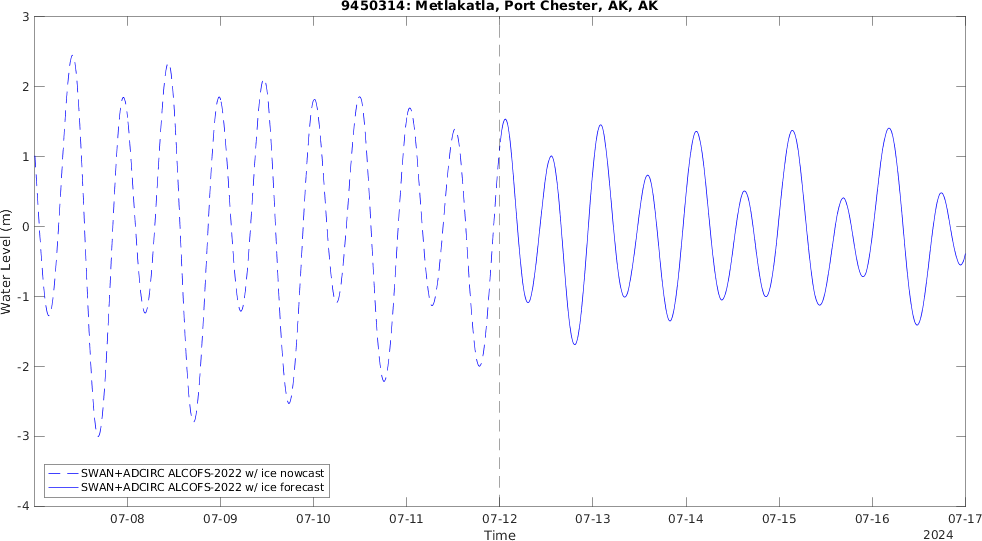 9450314: Metlakatla, Port Chester, AK, AK
3
2
1
0
-1
-2
-3
-4
Water Level (m)
SWAN+ADCIRC ALCOFS-2022 w/ ice nowcast
SWAN+ADCIRC ALCOFS-2022 w/ ice forecast
07-08 07-09 07-10 07-11 07-12 07-13 07-14 07-15 07-16 07-17
Time
2024